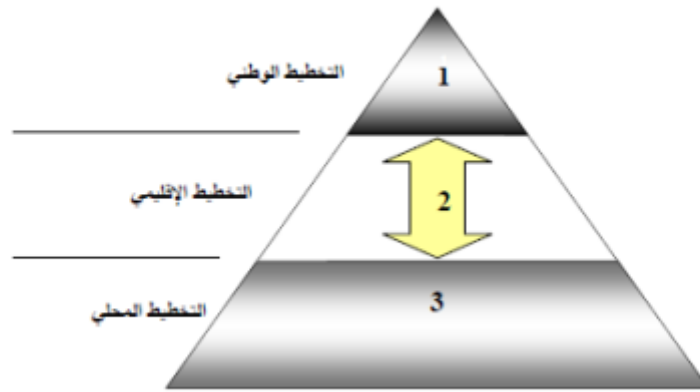 التخطيط الوطني
1
التخطيط الإقليمي
2
التخطيط المحلي
3